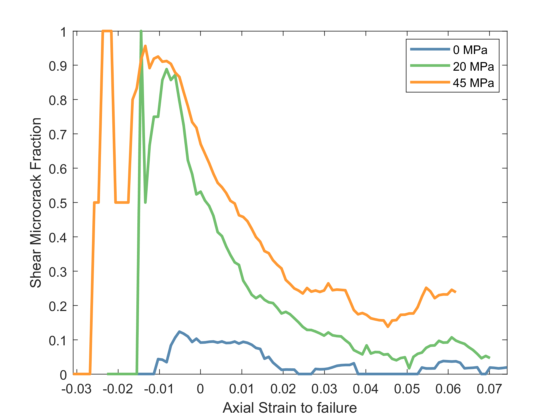 1
0.9
0.8
0.7
0.6
0.5
0.4
0.3
0.2
0.1
0
Shear Microcrack Fraction
0 MPa
20 MPa
45 MPa
-0.03 -0.02 -0.01 0 0.01 0.02 0.03 0.04 0.05 0.06 0.07
Axial Strain to failure